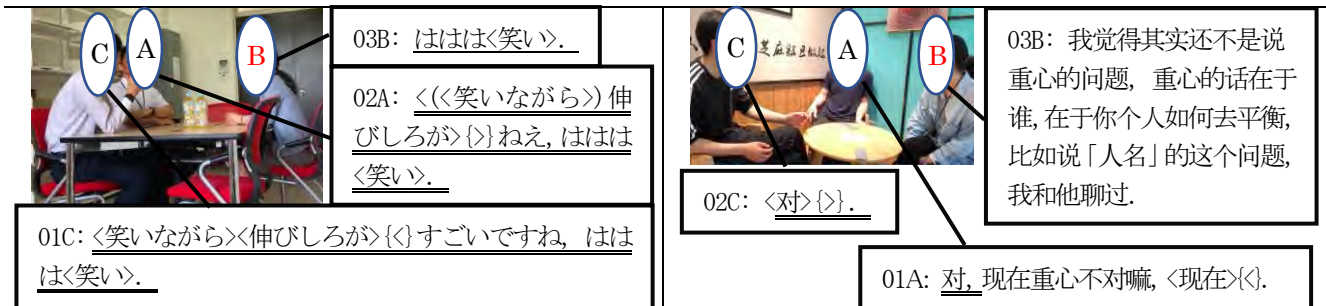 C
A
B
03B: ははは<笑い>.
02A: <(<笑いながら>)伸
びしろが>{>}ねえ, ははは
<笑い>.
01C: <笑いながら><伸びしろが>{<}すごいですね, はは
は<笑い>.
C
A
B
03B: 我觉得其实还不是说
重心的问题, 重心的话在于
谁, 在于你个人如何去平衡,
比如说「人名」的这个问题,
我和他聊过.
02C: <对>{>}.
01A: 对, 现在重心不对嘛, <现在>{<}.